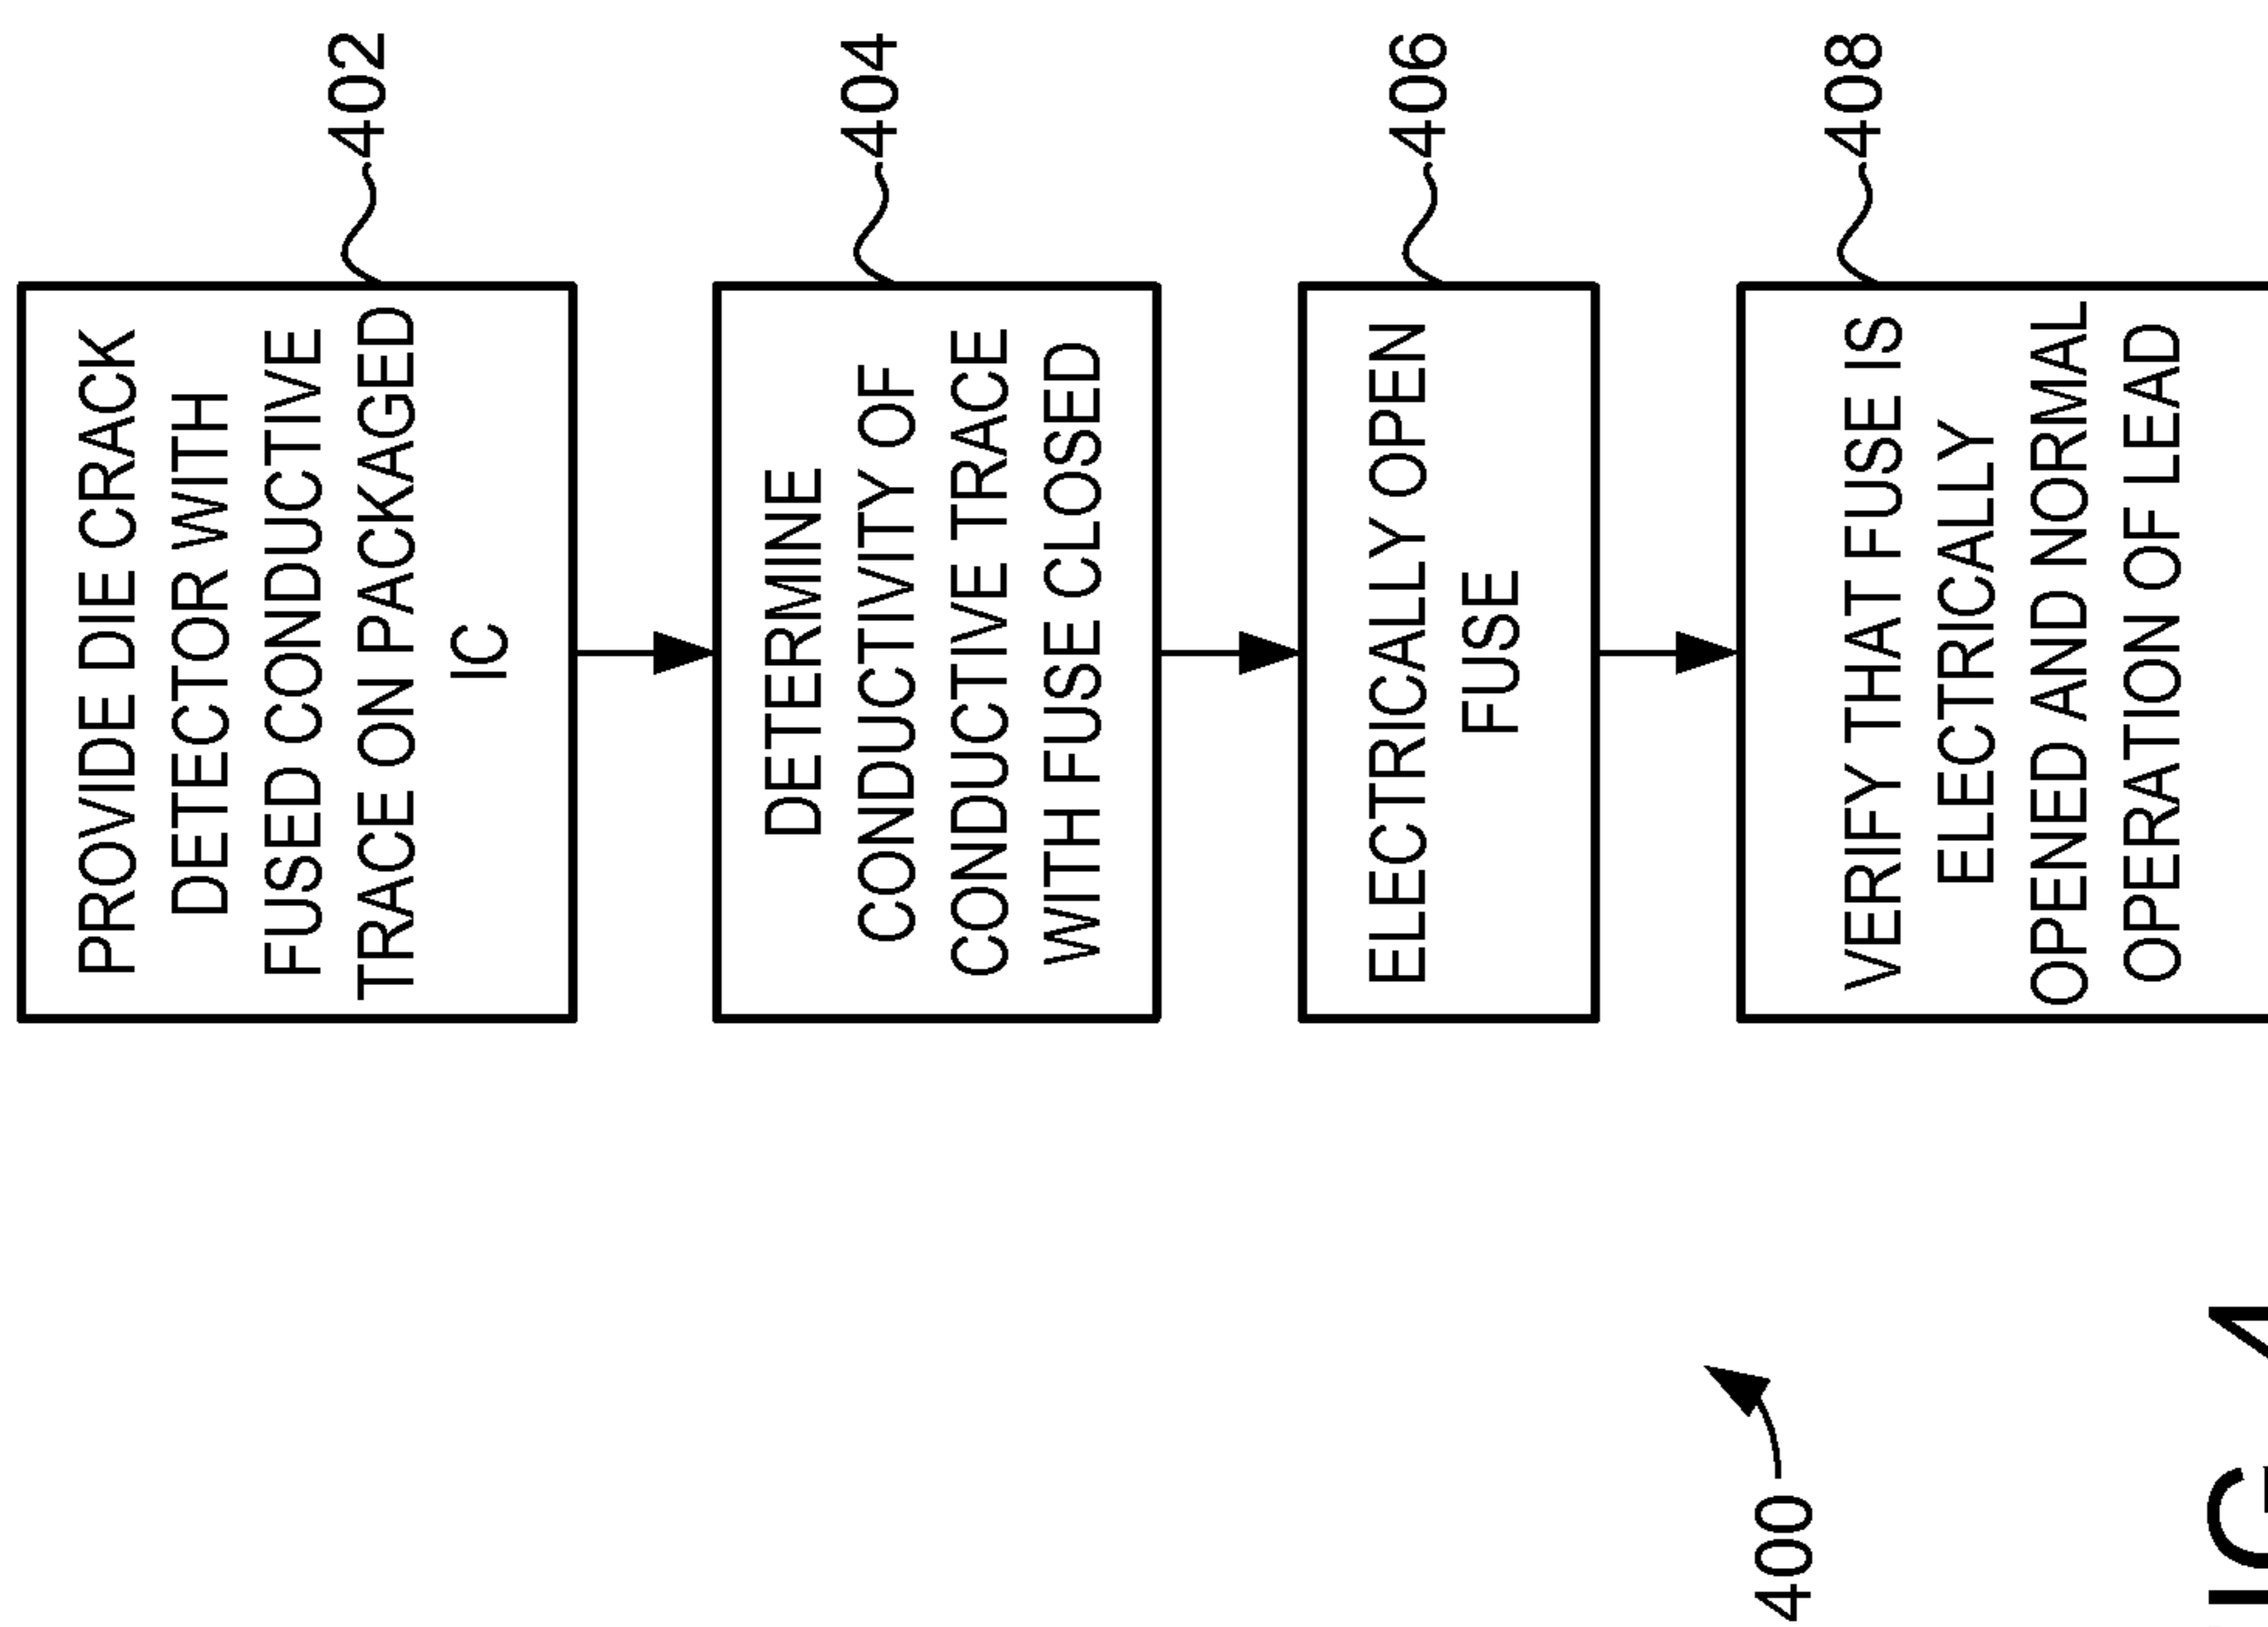 PROVIDE DIE CRACK
DETECTOR WITH
FUSED CONDUCTIVE
TRACE ON PACKAGED
IC
402
DETERMINE
CONDUCTIVITY OF
CONDUCTIVE TRACE
WITH FUSE CLOSED
404
ELECTRICALLY OPEN
FUSE
406
VERIFY THAT FUSE IS
ELECTRICALLY
OPENED AND NORMAL
OPERATION OF LEAD
408
400